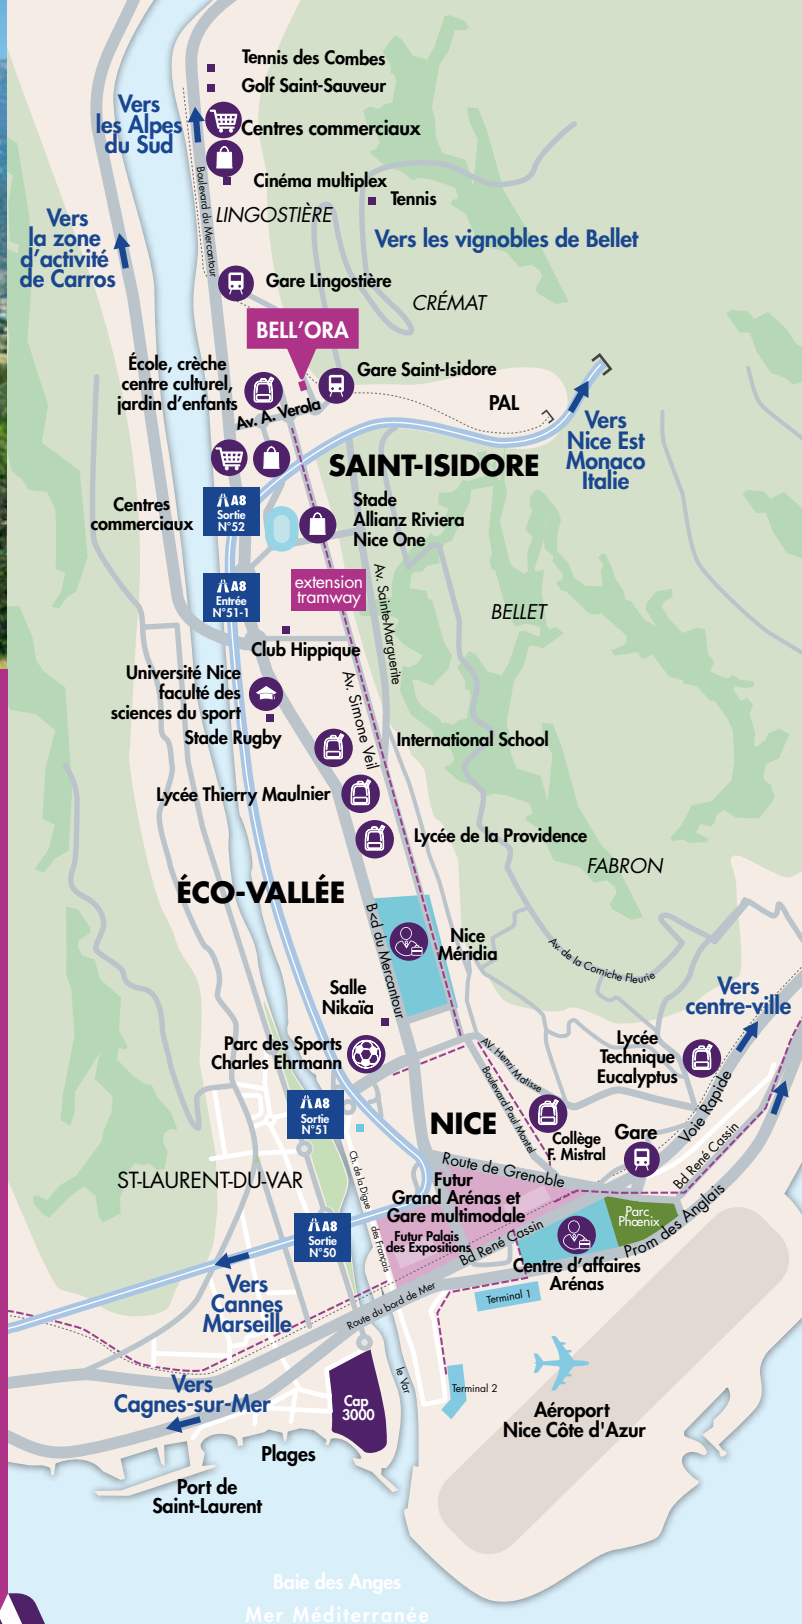 Tennis des Combes
Golf Saint-Sauveur
Vers
les Alpes
du Sud
Centres commerciaux
Boulevard du Mercantour
Cinéma multiplex
Tennis
LINGOSTIÈRE
Vers
la zone
d'activité
de Carros
Vers les vignobles de Bellet
Gare Lingostière
CRÉMAT
BELL'ORA
École, crèche
centre culturel,
jardin d'enfants
Gare Saint-Isidore
Av. A. Verola
PAL
Vers
Nice Est
Monaco
Italie
SAINT-ISIDORE
Centres
commerciaux
A8
Sortie
N°52
Stade
Allianz Riviera
Nice One
A8
Entrée
N°51-1
extension
tramway
Av. Sainte-Marguerite
BELLET
Club Hippique
Université Nice
faculté des
sciences du sport
Stade Rugby
Av. Simone Veil
International School
Lycée Thierry Maulnier
Lycée de la Providence
FABRON
ÉCO-VALLÉE
B<d du Mercantour
Nice
Méridia
Av. de la Corniche Fleurie
Salle
Nikaïa
Vers
centre-ville
Parc des Sports
Charles Ehrmann
Lycée
Technique
Eucalyptus
AV. Henri Matisse
Boulevard Paul Montel
Voie Rapide
A8
Sortie
N°51
NICE
Collège
F. Mistral
Gare
Bd René Cassin
Ch. de la Digue
des Français
ST-LAURENT-DU-VAR
Route de Grenoble
Futur
Grand Arénas et
Gare multimodale
Futur Palais
des Expositions
Bd René Cassin
Parc
Phœnix
Prom des Anglais
A8
Sortie
N°50
Centre d'affaires
Arénas
Vers
Cannes
Marseille
Route du bord de Mer
Terminal 1
le Var
Terminal 2
Vers
Cagnes-sur-Mer
Cap
3000
Aéroport
Nice Côte d'Azur
Plages
Port de
Saint-Laurent
Baie des Anges
Mer Méditerranée